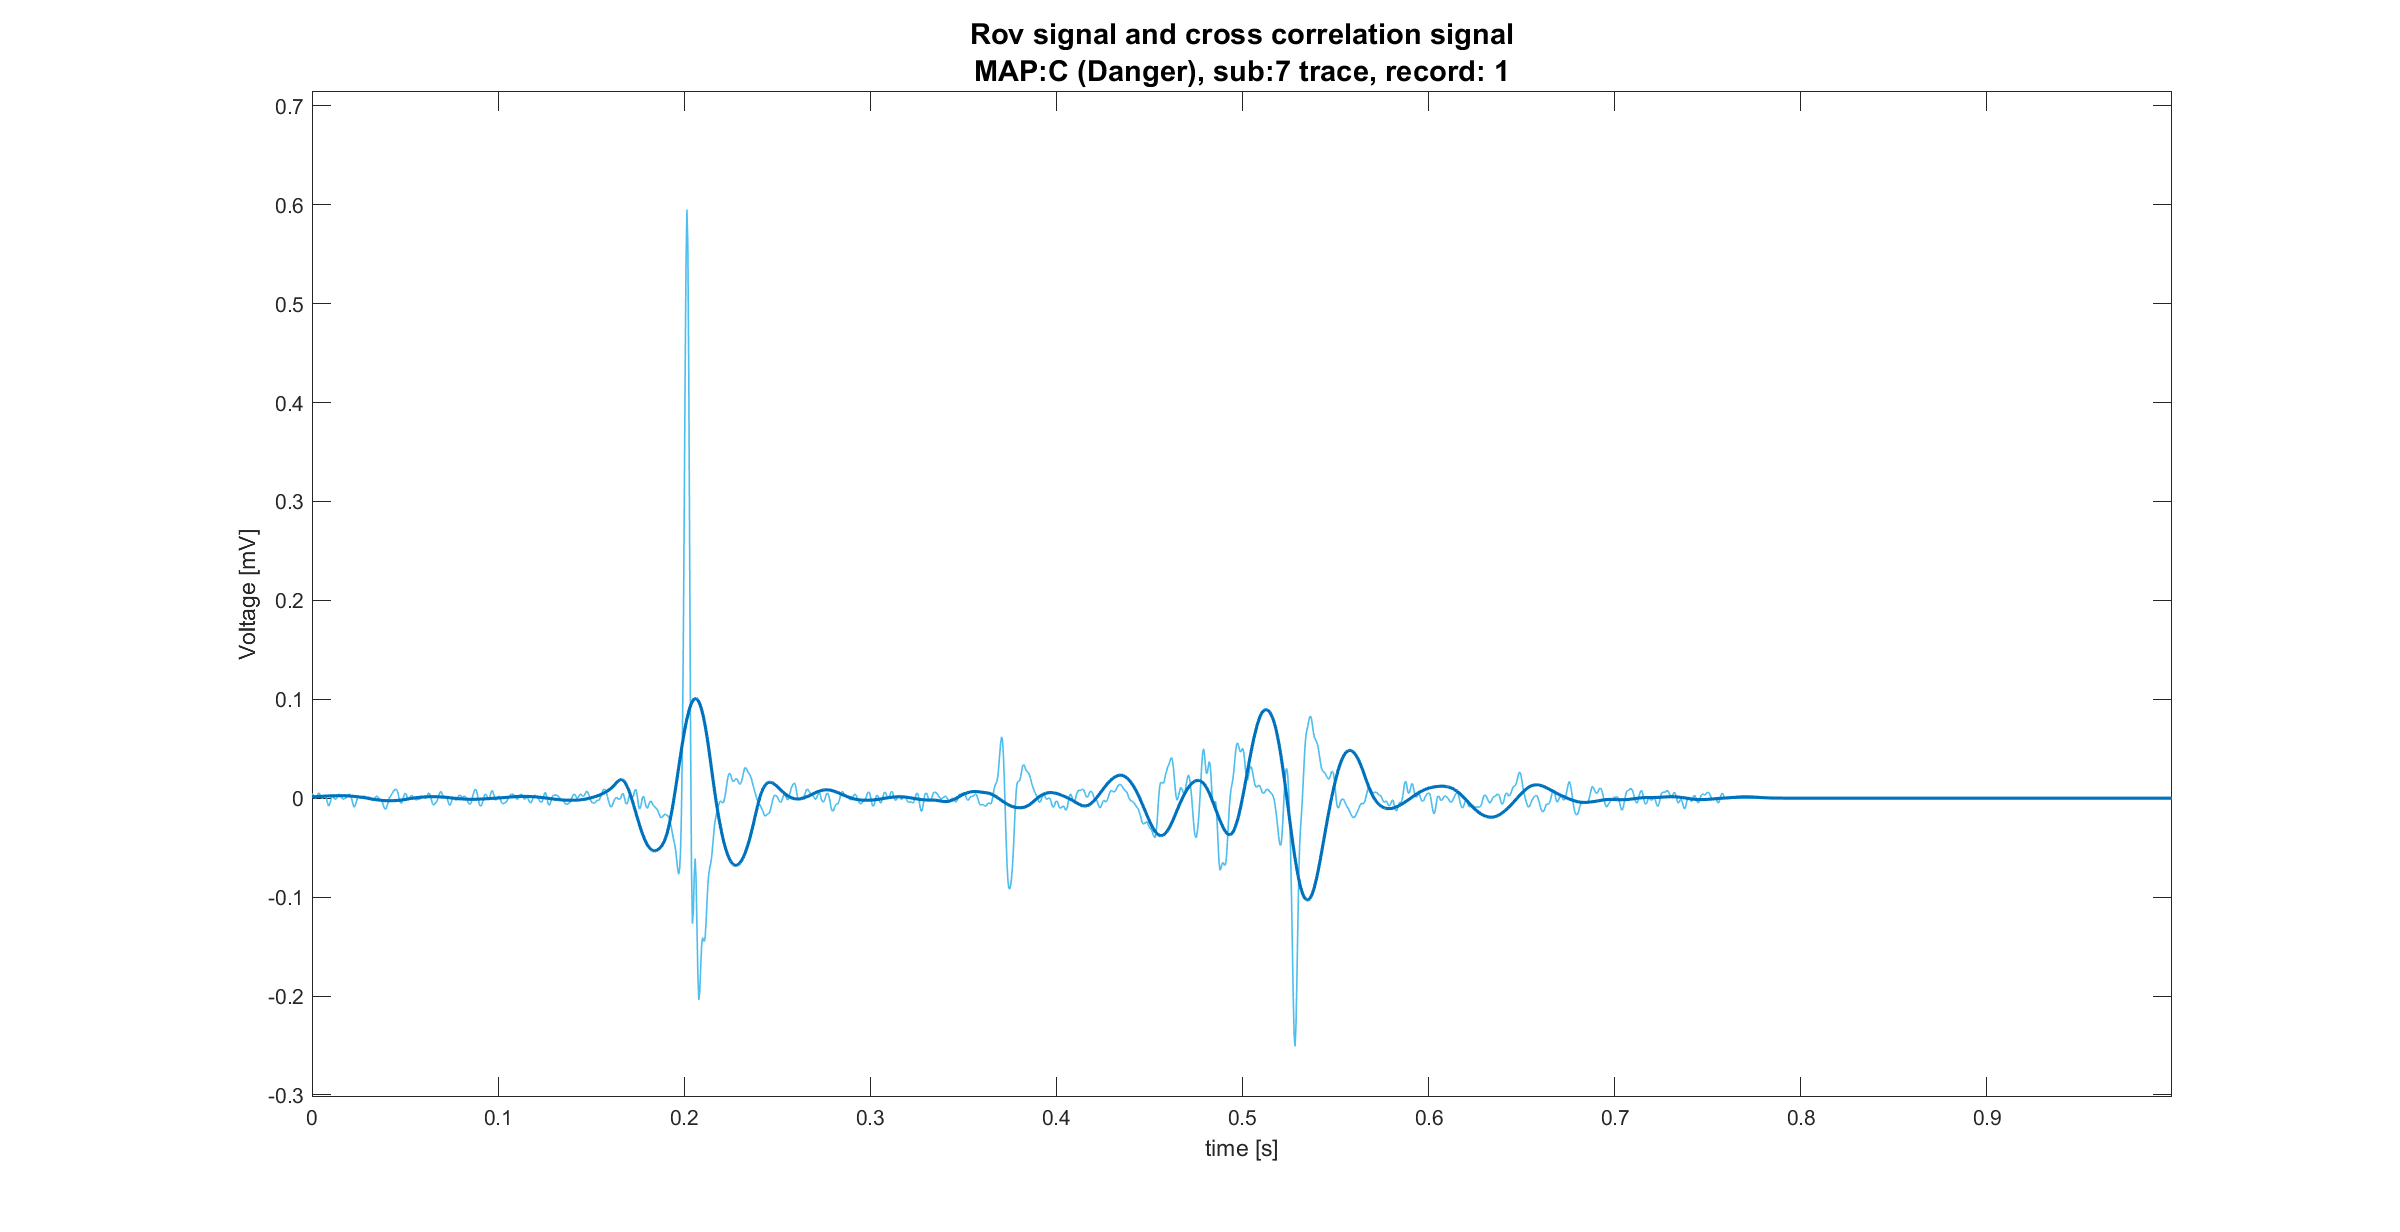 Rov signal and cross correlation signal
MAP:C (Danger), sub:7 trace, record: 1
0.7
0.6
0.5
0.4
0.3
0.2
0.1
0
-0.1
-0.2
-0.3
Voltage [mV]
0 0.1 0.2 0.3 0.4 0.5 0.6 0.7 0.8 0.9
time [s]